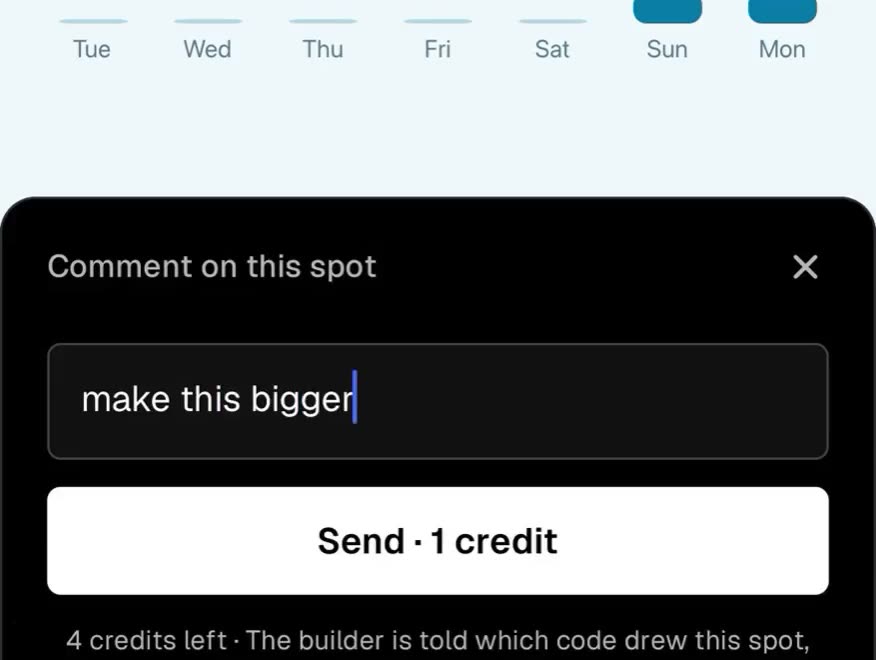 Tue Wed Thu Fri Sat Sun Mon
Comment on this spot
make this bigger
Send · 1 credit
4 credits left · The builder is told which code drew this spot,